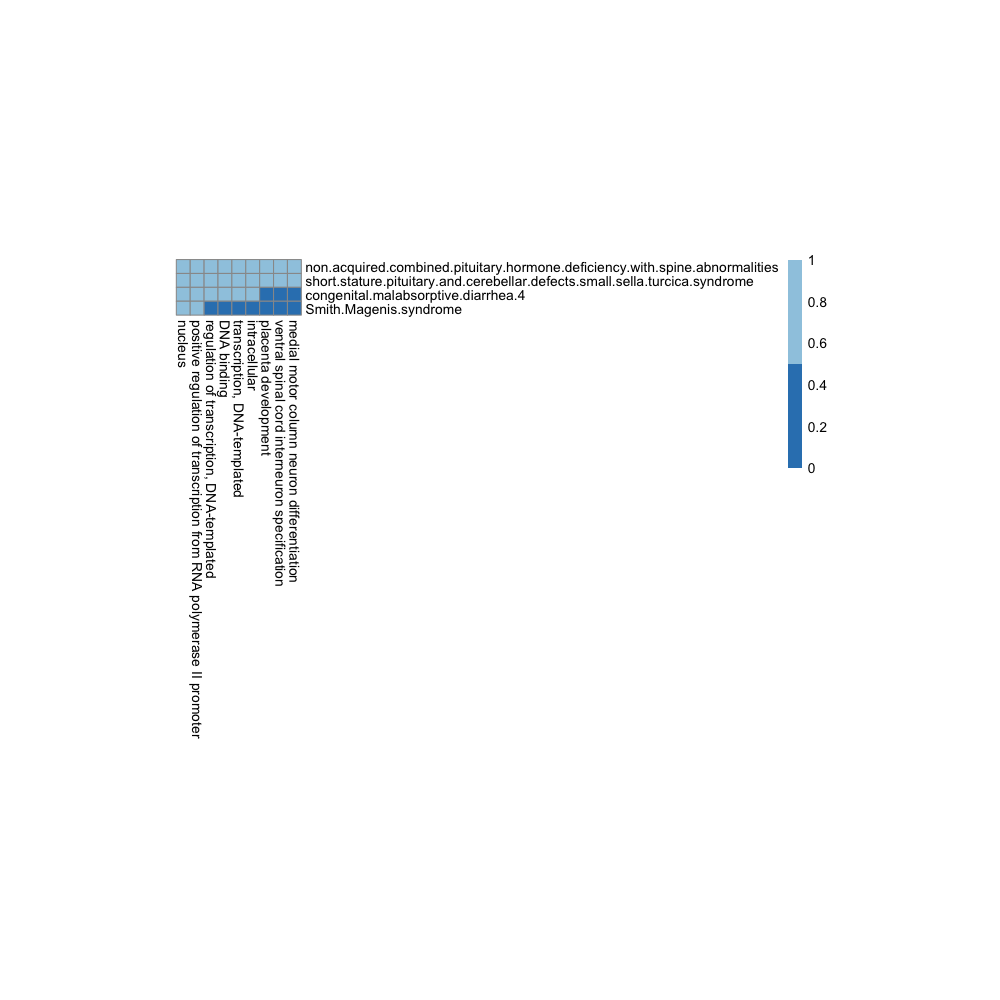 non.acquired.combined.pituitary.hormone.deficiency.with.spine.abnormalities
short.stature.pituitary.and.cerebellar.defects.small.sella.turcica.syndrome
congenital.malabsorptive.diarrhea.4
Smith.Magenis.syndrome
nucleus
positive regulation of transcription from RNA polymerase II promoter
regulation of transcription, DNA-templated
DNA binding
transcription, DNA-templated
intracellular
placenta development
ventral spinal cord interneuron specification
medial motor column neuron differentiation
1
0.8
0.6
0.4
0.2
0